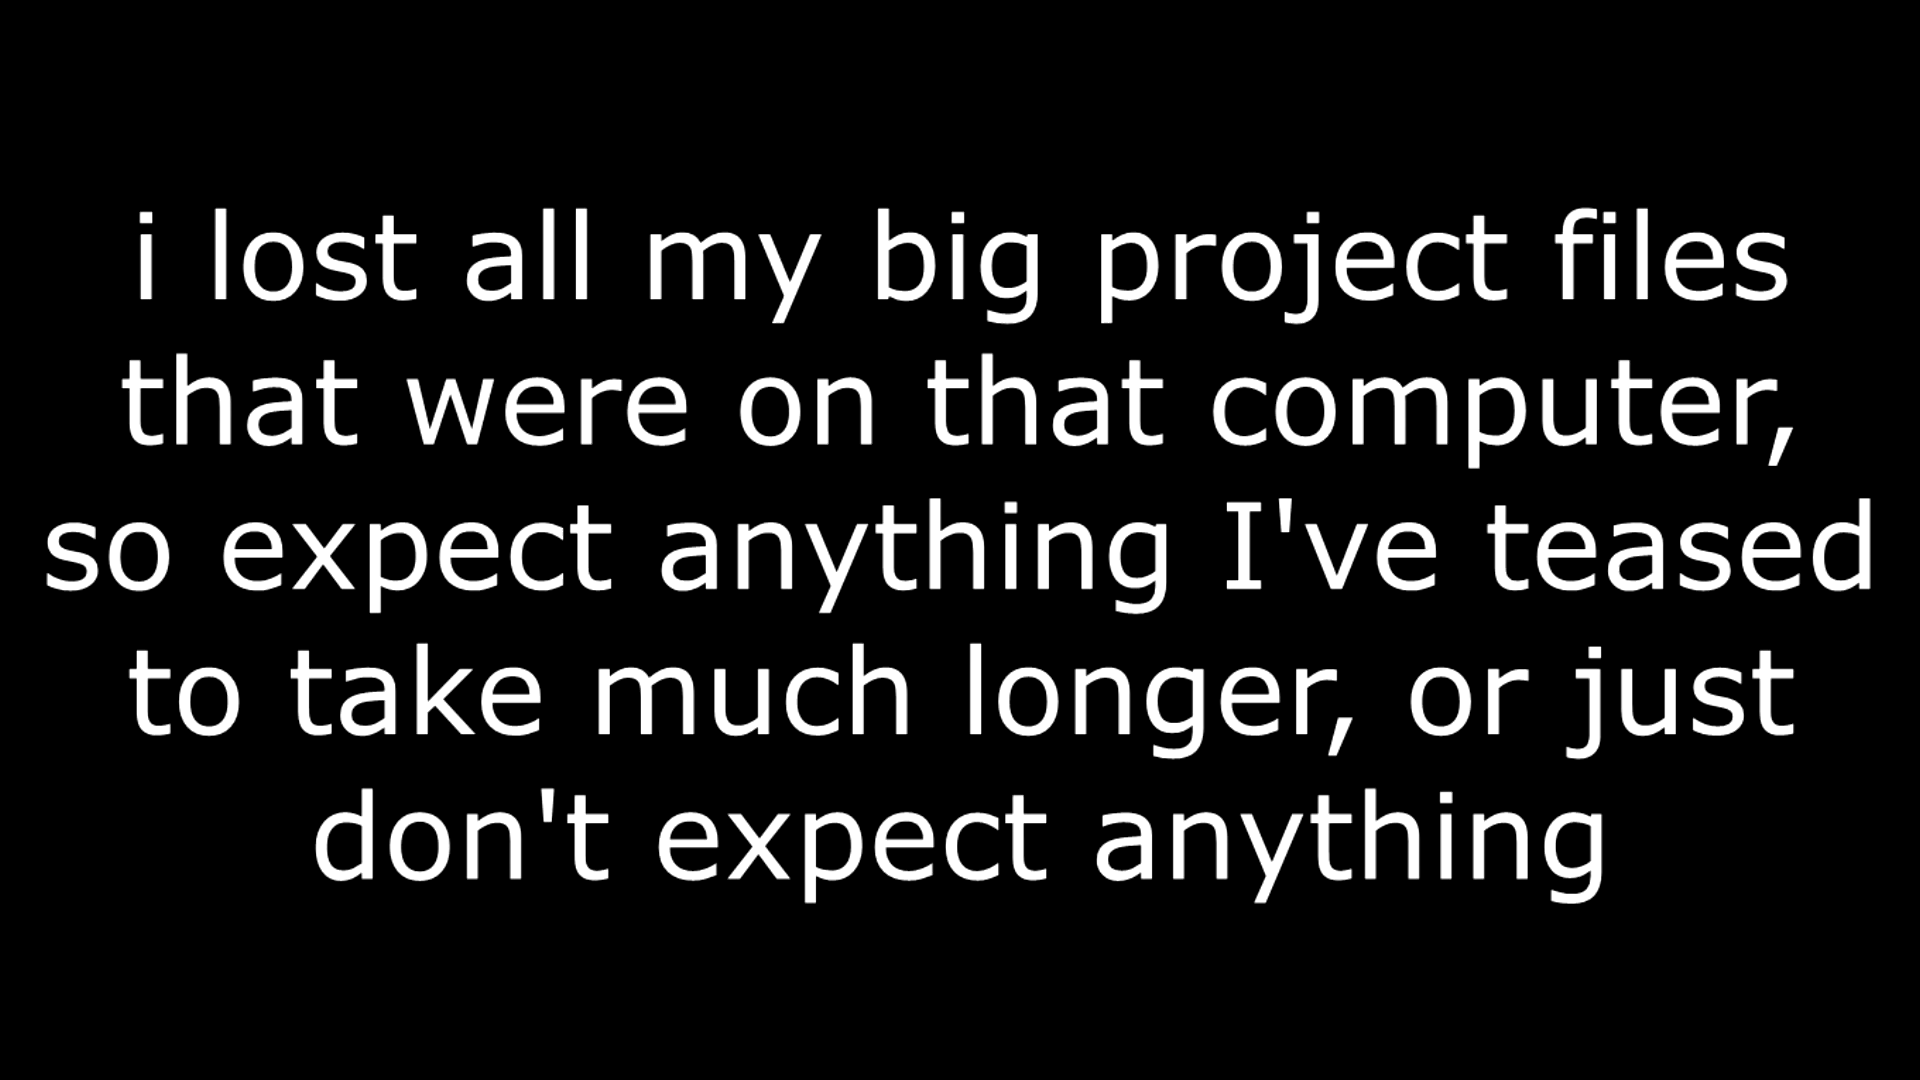 i lost all my big project files
that were on that computer,
so expect anything I've teased
to take much longer, or just
don't expect anything